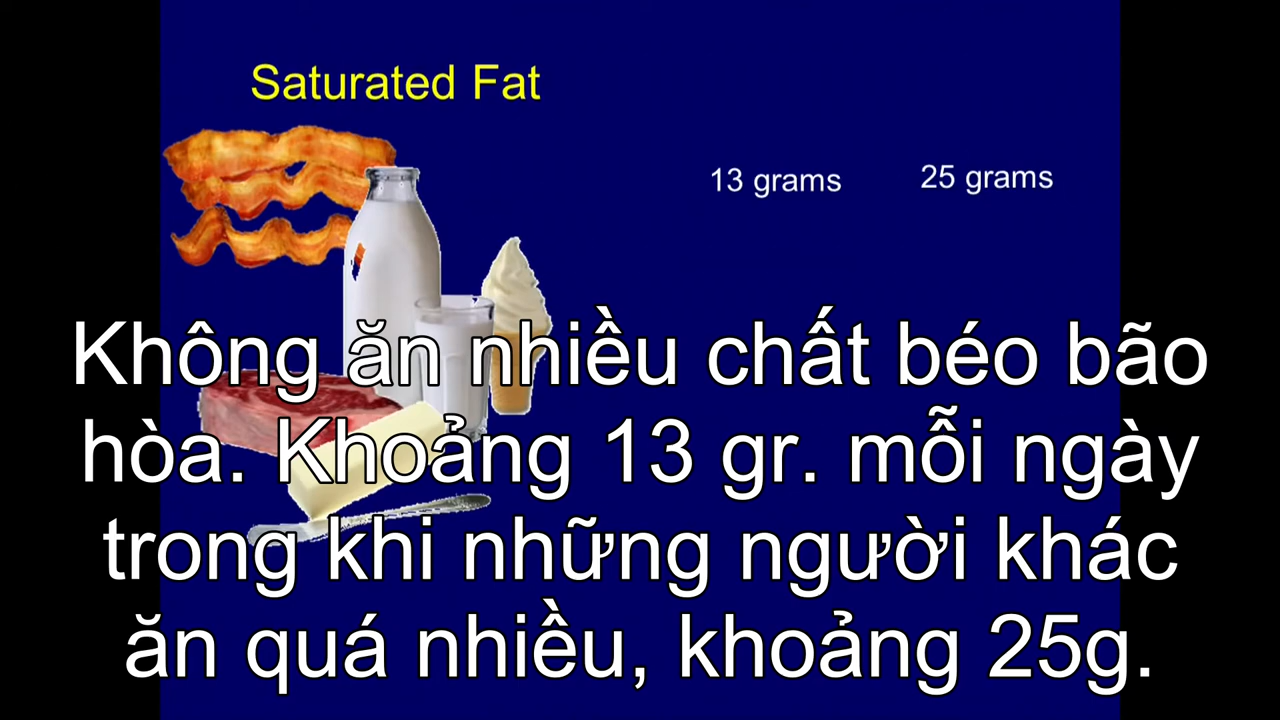 Saturated Fat
13 grams
25 grams
Không ăn nhiều chất béo bão
hòa. Khoảng 13 gr. mỗi ngày
trong khi những người khác
ăn quá nhiều, khoảng 25g.